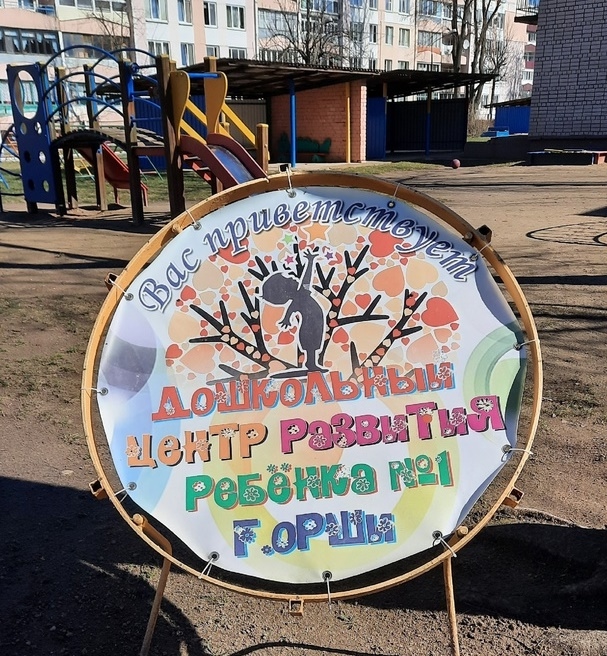 Вас приветствует
ДОШКОЛЬНЫЙ
ЦЕНТР РАЗВИТИЯ
РЕБЁНКА №1
Г.ОРШИ